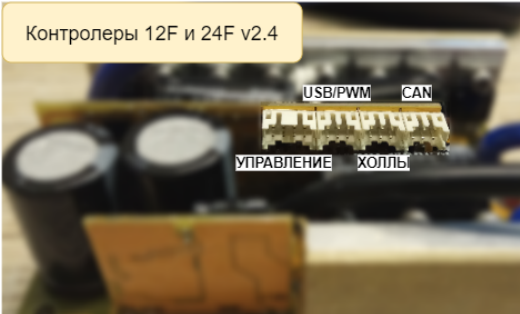 Контролеры 12F и 24F v2.4
USB/PWM CAN
УПРАВЛЕНИЕ ХОЛЛЫ